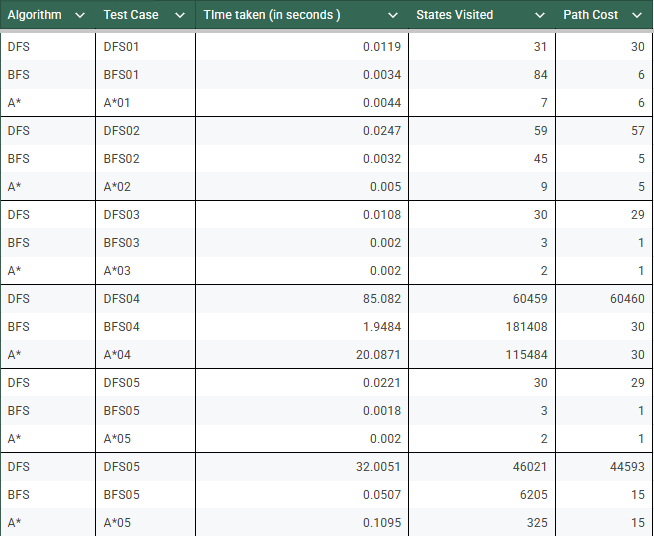 Algorithm Test Case TIme taken (in seconds ) States Visited Path Cost
DFS DFS01 0.0119 31 30
BFS BFS01 0.0034 84 6
A* A*01 0.0044 7 6
DFS DFS02 0.0247 59 57
BFS BFS02 0.0032 45 5
A* A*02 0.005 9 5
DFS DFS03 0.0108 30 29
BFS BFS03 0.002 3 1
A* A*03 0.002 2 1
DFS DFS04 85.082 60459 60460
BFS BFS04 1.9484 181408 30
A* A*04 20.0871 115484 30
DFS DFS05 0.0221 30 29
BFS BFS05 0.0018 3 1
A* A*05 0.002 2 1
DFS DFS05 32.0051 46021 44593
BFS BFS05 0.0507 6205 15
A* A*05 0.1095 325 15